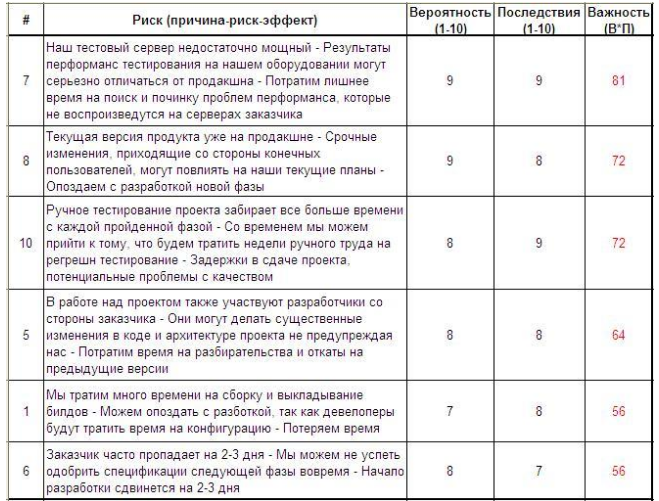 # Риск (причина-риск-эффект) Вероятность (1-10) Последствия (1-10) Важность (В*П)
7
Наш тестовый сервер недостаточно мощный - Результаты
перформанс тестирования на нашем оборудовании могут
серьезно отличаться от продакшна - Потратим лишнее
время на поиск и починку проблем перформанса, которые
не воспроизведутся на серверах заказчика
9 9 81
8
Текущая версия продукта уже на продакшне - Срочные
изменения, приходящие со стороны конечных
пользователей, могут повлиять на наши текущие планы -
Опоздаем с разработкой новой фазы
9 8 72
10
Ручное тестирование проекта забирает все больше времени
с каждой пройденной фазой - Со временем мы можем
прийти к тому, что будем тратить недели ручного труда на
регрешн тестирование - Задержки в сдаче проекта,
потенциальные проблемы с качеством
8 9 72
5
В работе над проектом также участвуют разработчики со
стороны заказчика - Они могут делать существенные
изменения в коде и архитектуре проекта не предупреждая
нас - Потратим время на разбирательства и откаты на
предыдущие версии
8 8 64
1
Мы тратим много времени на сборку и выкладывание
билдов - Можем опоздать с разботкой, так как девелоперы
будут тратить время на конфигурацию - Потеряем время
7 8 56
6
Заказчик часто пропадает на 2-3 дня - Мы можем не успеть
одобрить спецификации следующей фазы вовремя - Начало
разработки сдвинется на 2-3 дня
8 7 56